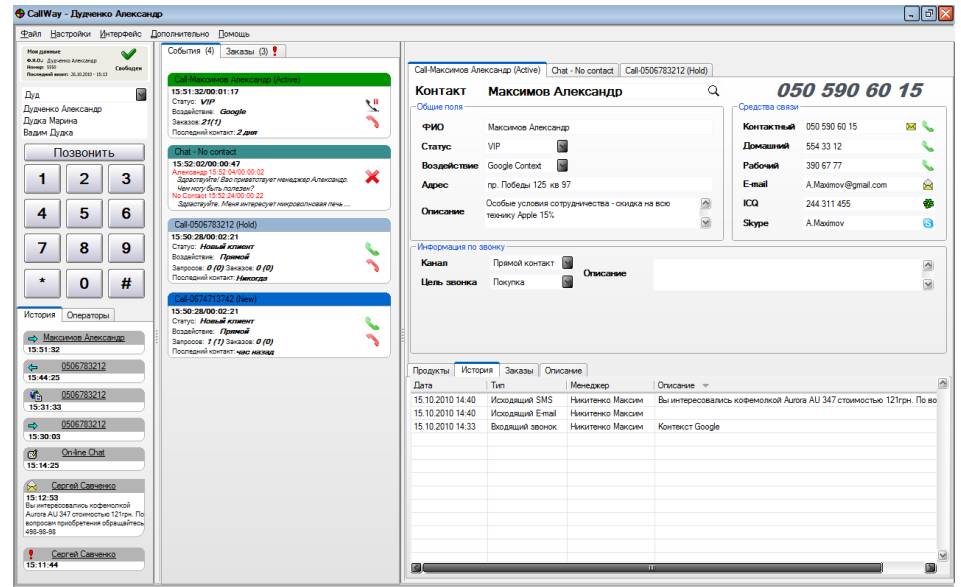 CallWay - Дудченко Александр
Файл Настройки Интерфейс Дополнительно Помощь
Мои данные
Ф.И.О.: Дудченко Александр
Номер: 5550
Последний визит: 26.10.2010 - 15:13
Свободен
Дуд
Дудченко Александр
Дудка Марина
Вадим Дудка
Позвонить
1 2 3
4 5 6
7 8 9
* 0 #
История Операторы
Максимов Александр
15:51:32
0506783212
15:44:25
0506783212
15:31:33
0506783212
15:30:03
On-line Chat
15:14:25
Сергей Савченко
15:12:53
Вы интересовались кофемолкой
Aurora AU 347 стоимостью 121грн. По
вопросам приобретения обращайтесь
498-98-98
Сергей Савченко
15:11:44
События (4) Заказы (3)
Call-Максимов Александр (Active)
15:51:32/00:01:17
Статус: VIP
Воздействие: Google
Заказов: 21(1)
Последний контакт: 2 дня
Chat - No contact
15:52:02/00:00:47
Александр 15:52:04/00:00:02
Здравствуйте! Вас приветствует менеджер Александр.
Чем могу быть полезен?
No Contact 15:52:24/00:00:22
Здравствуйте. Меня интересует микроволновая печь ...
Call-0506783212 (Hold)
15:50:28/00:02:21
Статус: Новый клиент
Воздействие: Прямой
Запросов: 0 (0) Заказов: 0 (0)
Последний контакт: Никогда
Call-0674713742 (New)
15:50:28/00:02:21
Статус: Новый клиент
Воздействие: Прямой
Запросов: 1 (1) Заказов: 0 (0)
Последний контакт: час назад
Call-Максимов Александр (Active) Chat - No contact Call-0506783212 (Hold)
Контакт Максимов Александр 050 590 60 15
Общие поля
ФИО Максимов Александр
Статус VIP
Воздействие Google Context
Адрес пр. Победы 125 кв 97
Описание Особые условия сотрудничества - скидка на всю
технику Apple 15%
Средства связи
Контактный 050 590 60 15
Домашний 554 33 12
Рабочий 390 67 77
E-mail A.Maximov@gmail.com
ICQ 244 311 455
Skype A.Maximov
Информация по звонку
Канал Прямой контакт
Цель звонка Покупка
Описание
Продукты История Заказы Описание
Дата Тип Менеджер Описание
15.10.2010 14:40 Исходящий SMS Никитенко Максим Вы интересовались кофемолкой Aurora AU 347 стоимостью 121грн. По во
15.10.2010 14:40 Исходящий E-mail Никитенко Максим
15.10.2010 14:33 Входящий звонок Никитенко Максим Контекст Google